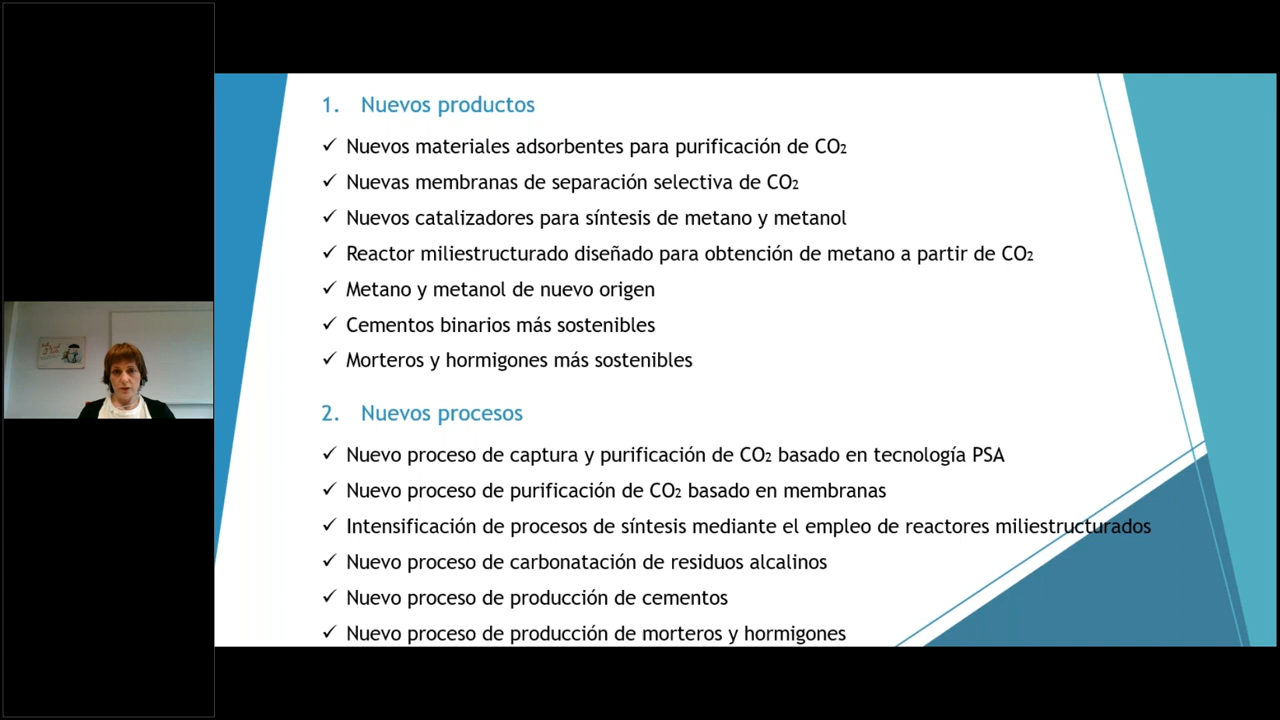 1. Nuevos productos
✓ Nuevos materiales adsorbentes para purificación de CO₂
✓ Nuevas membranas de separación selectiva de CO₂
✓ Nuevos catalizadores para síntesis de metano y metanol
✓ Reactor miliestructurado diseñado para obtención de metano a partir de CO₂
✓ Metano y metanol de nuevo origen
✓ Cementos binarios más sostenibles
✓ Morteros y hormigones más sostenibles
2. Nuevos procesos
✓ Nuevo proceso de captura y purificación de CO₂ basado en tecnología PSA
✓ Nuevo proceso de purificación de CO₂ basado en membranas
✓ Intensificación de procesos de síntesis mediante el empleo de reactores miliestructurados
✓ Nuevo proceso de carbonatación de residuos alcalinos
✓ Nuevo proceso de producción de cementos
✓ Nuevo proceso de producción de morteros y hormigones